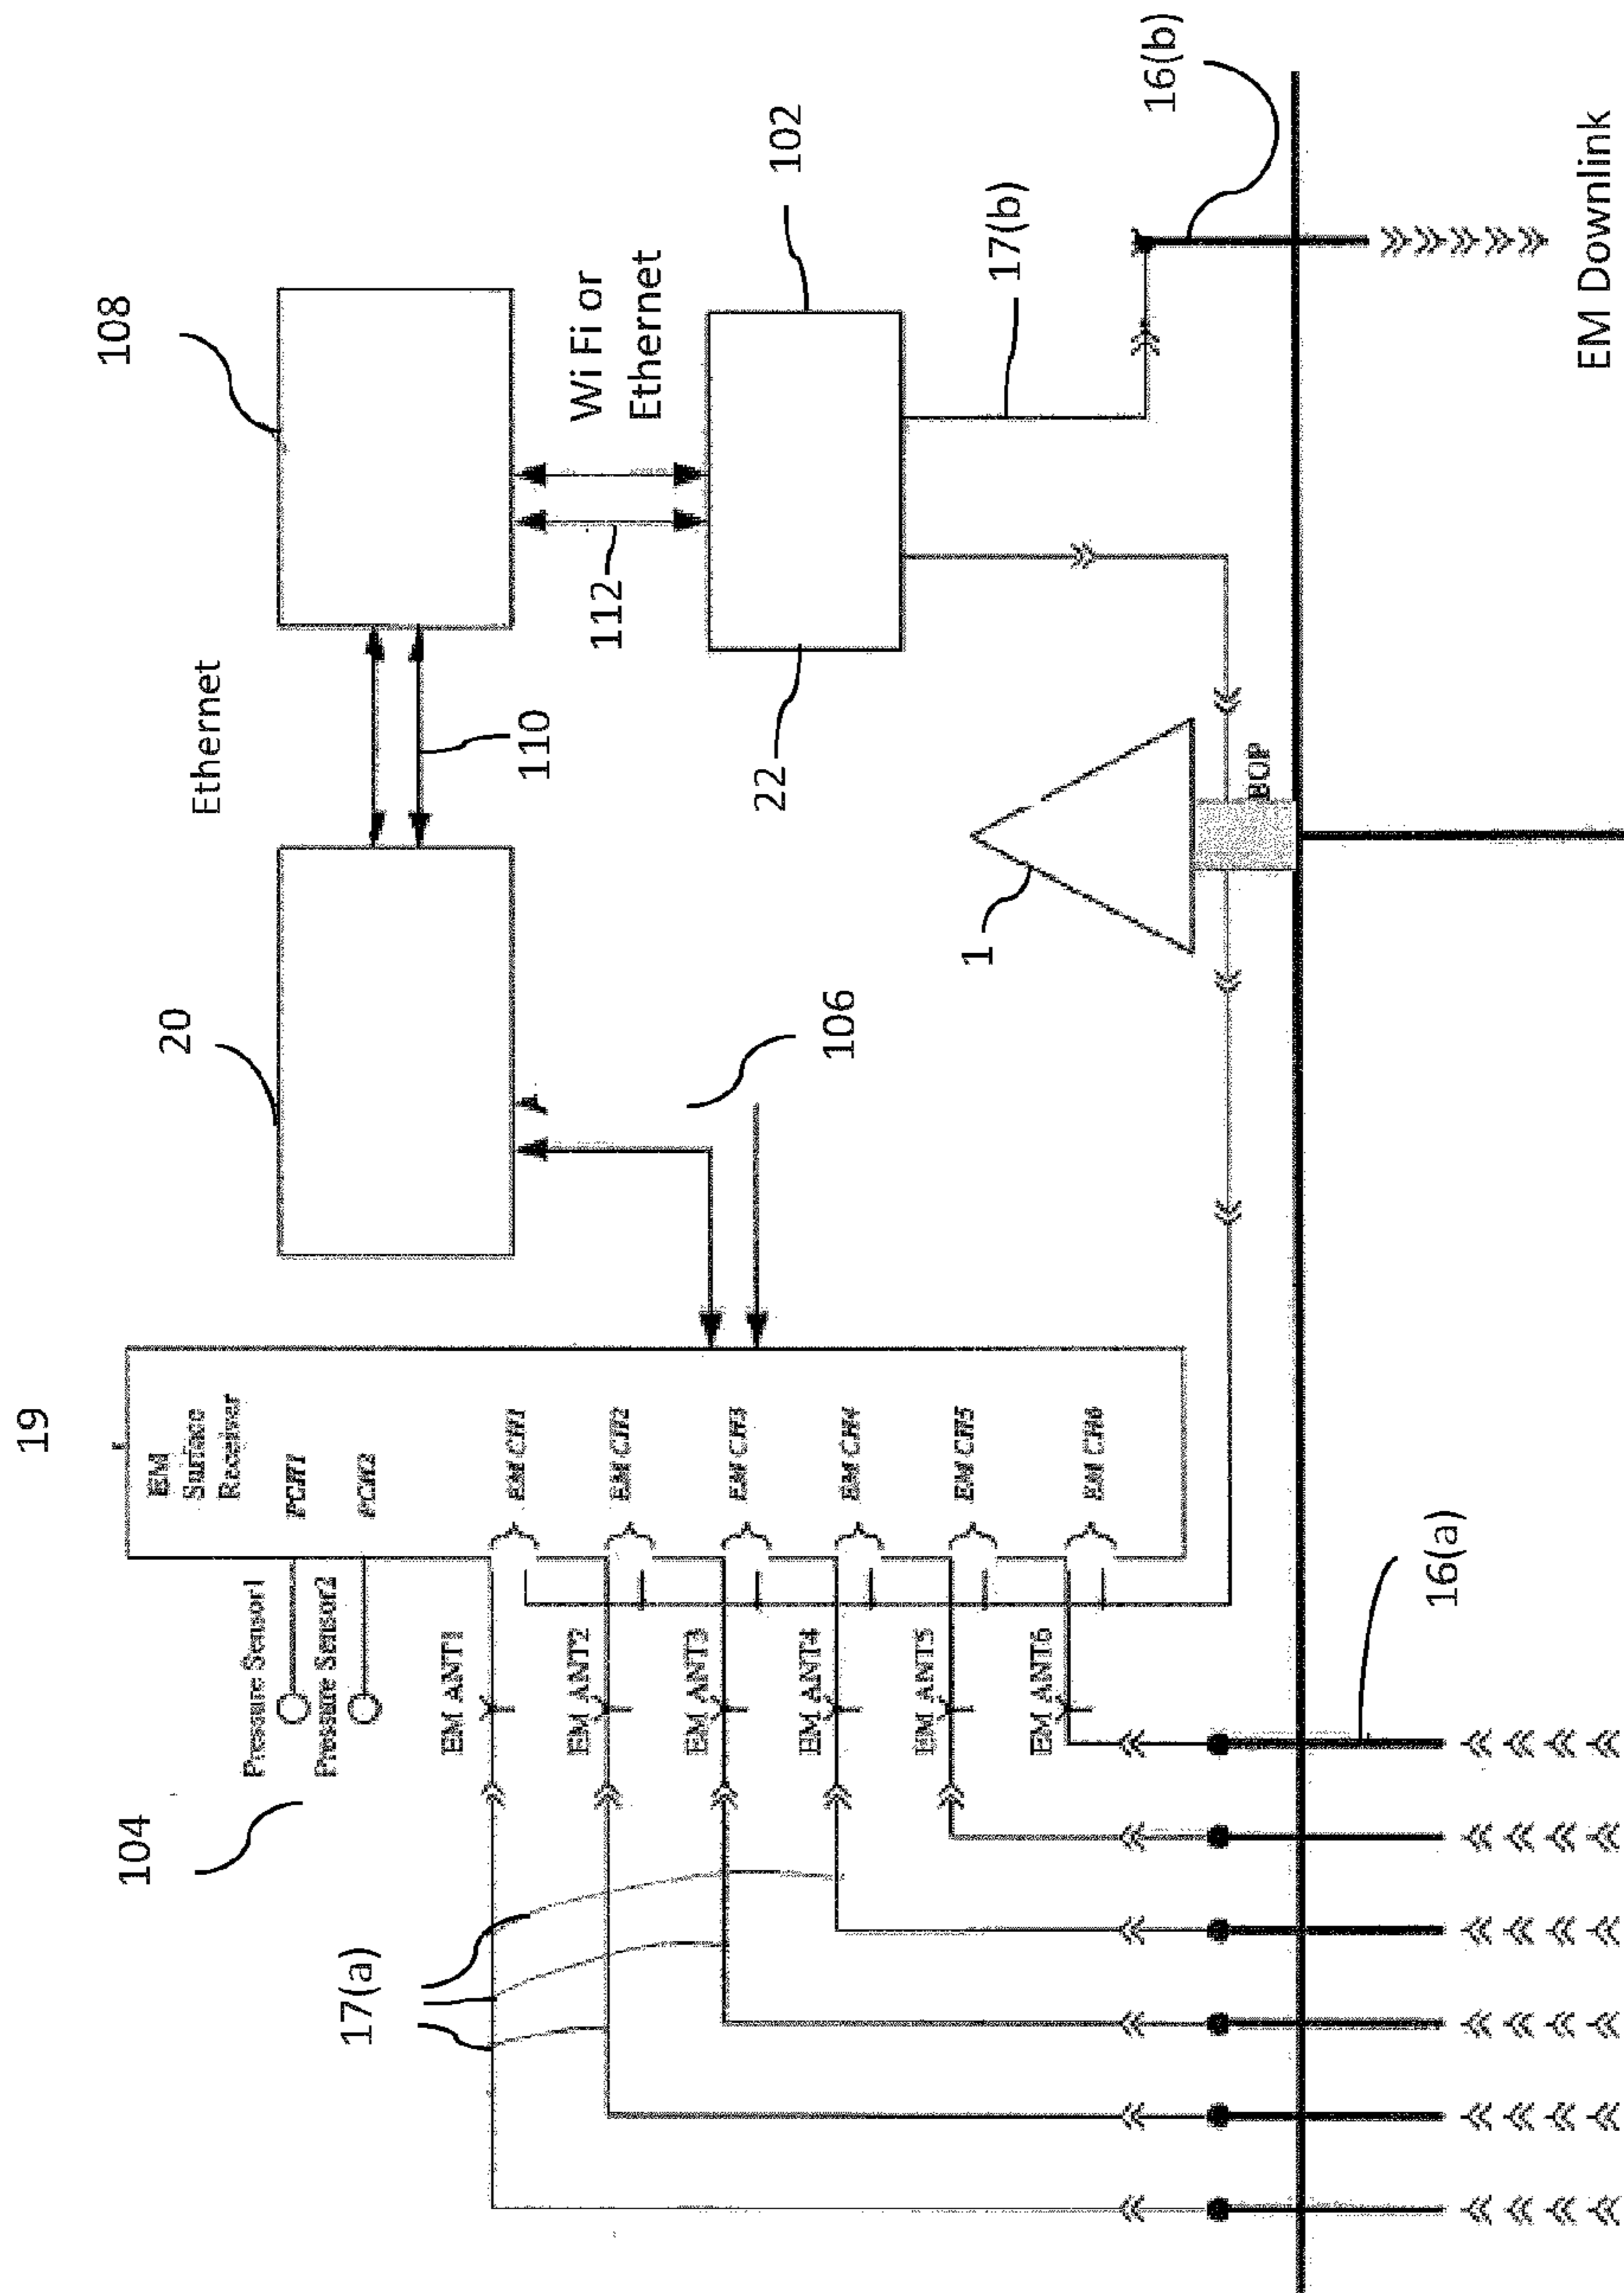 19
104
Pressure Sensor1
Pressure Sensor2
EM
Surface
Receiver
PCH1
PCH2
20
Ethernet
110
108
Wi Fi or
Ethernet
112
102
22
17(a)
EM ANT1
EM ANT2
EM ANT3
EM ANT4
EM ANT5
EM ANT6
EM CH1
EM CH2
EM CH3
EM CH4
EM CH5
EM CH6
106
1
BOP
17(b)
16(b)
16(a)
EM Downlink